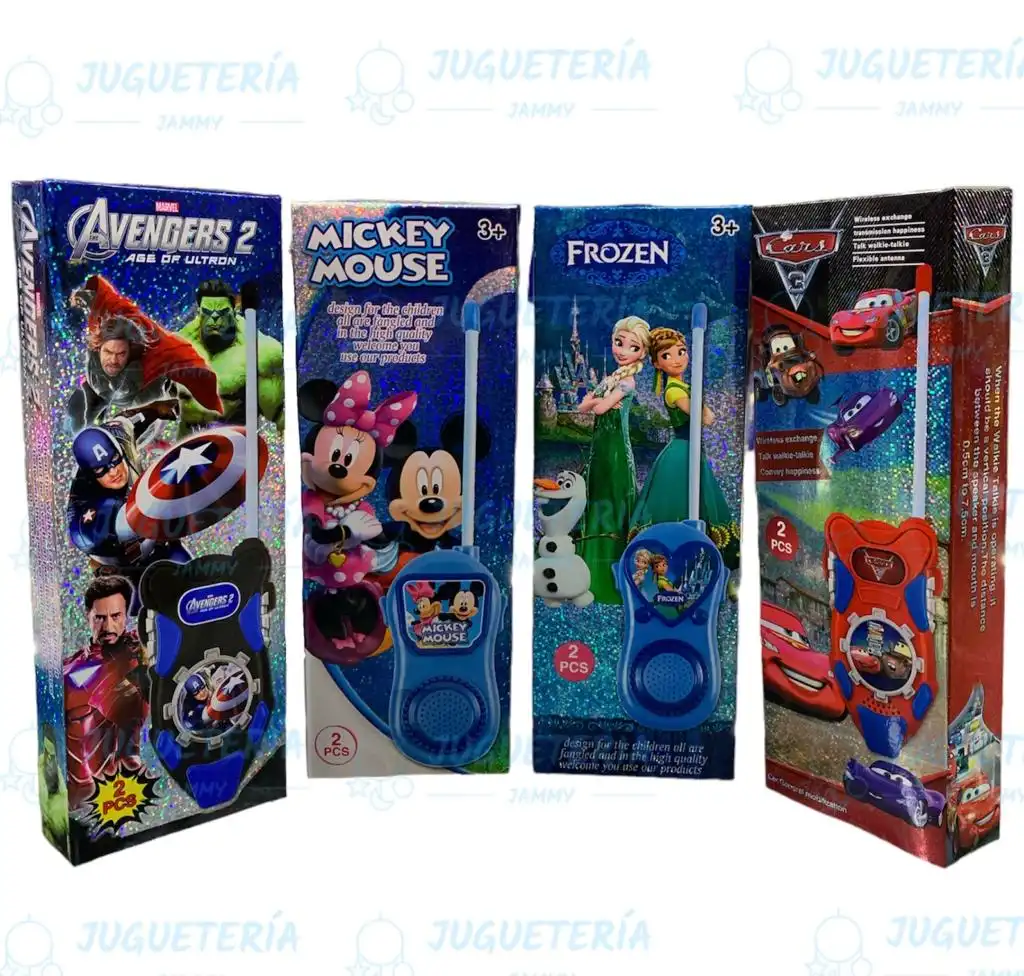 JUGUETERÍA
JAMMY
JUGUETERÍA
JAMMY
JUGUETERÍA
JAMMY
MARVEL
AVENGERS 2
AGE OF ULTRON
AVENGERS 2
2
PCS
MICKEY
MOUSE
3+
design for the children
all are fangled and
in the high quality
welcome you
use our products
MICKEY
MOUSE
2
PCS
FROZEN
3+
FROZEN
2
PCS
design for the children all are
fangled and in the high quality
welcome you use our products
Cars
Wireless exchange
transmission happiness
Talk walkie-talkie
Flexible antenna
Wireless exchange,
Talk walkie-talkie
Convey happiness
2
PCS
Car General mobilization
Cars
When the Walkie Talkie is operating, it
should be a vertical position,The distance
between the speaker and mouth is
0.5cm to 7.5cm.
JUGUETERÍA
JAMMY
JUGUETERÍA
JAMMY
JUGUETERÍA
JUGUETERÍA
JUGUETERÍA